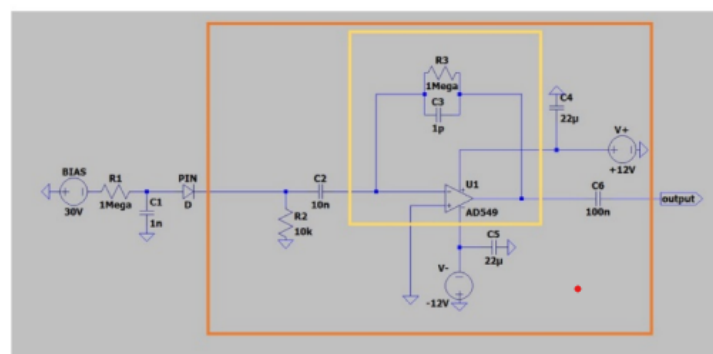 BIAS
30V
R1
1Mega
C1
1n
PIN
D
R2
10k
C2
10n
R3
1Mega
C3
1p
U1
AD549
C4
22µ
V+
+12V
C5
22µ
V-
-12V
C6
100n
output